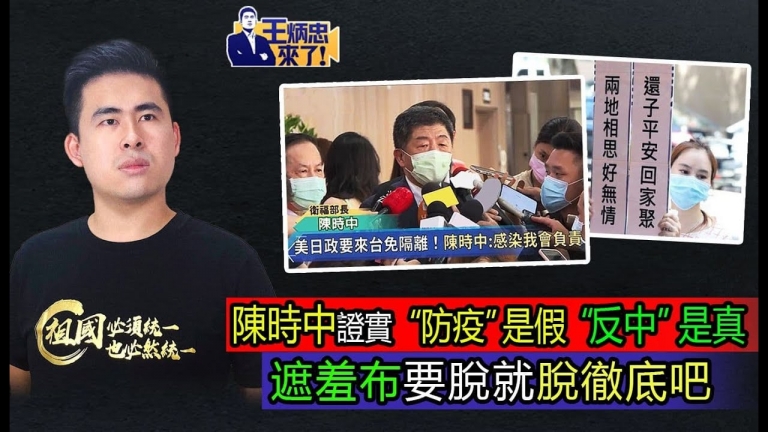 王炳忠
來了!
還子平安回家聚
兩地相思好無情
衛福部長
陳時中
美日政要來台免隔離!陳時中:感染我會負責
祖國必須統一
也必然統一
陳時中證實“防疫”是假“反中”是真
遮羞布要脫就脫徹底吧